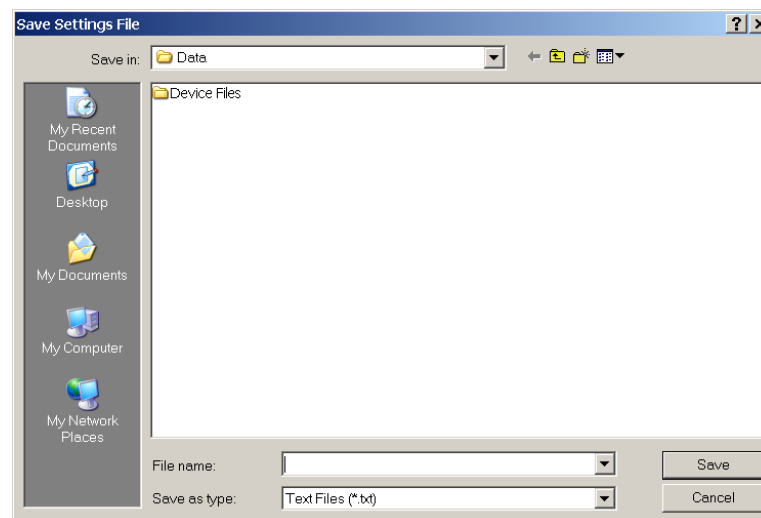 Save Settings File
Save in:
Data
Device Files
My Recent
Documents
Desktop
My Documents
My Computer
My Network
Places
File name:
Save
Save as type:
Text Files (*.txt)
Cancel